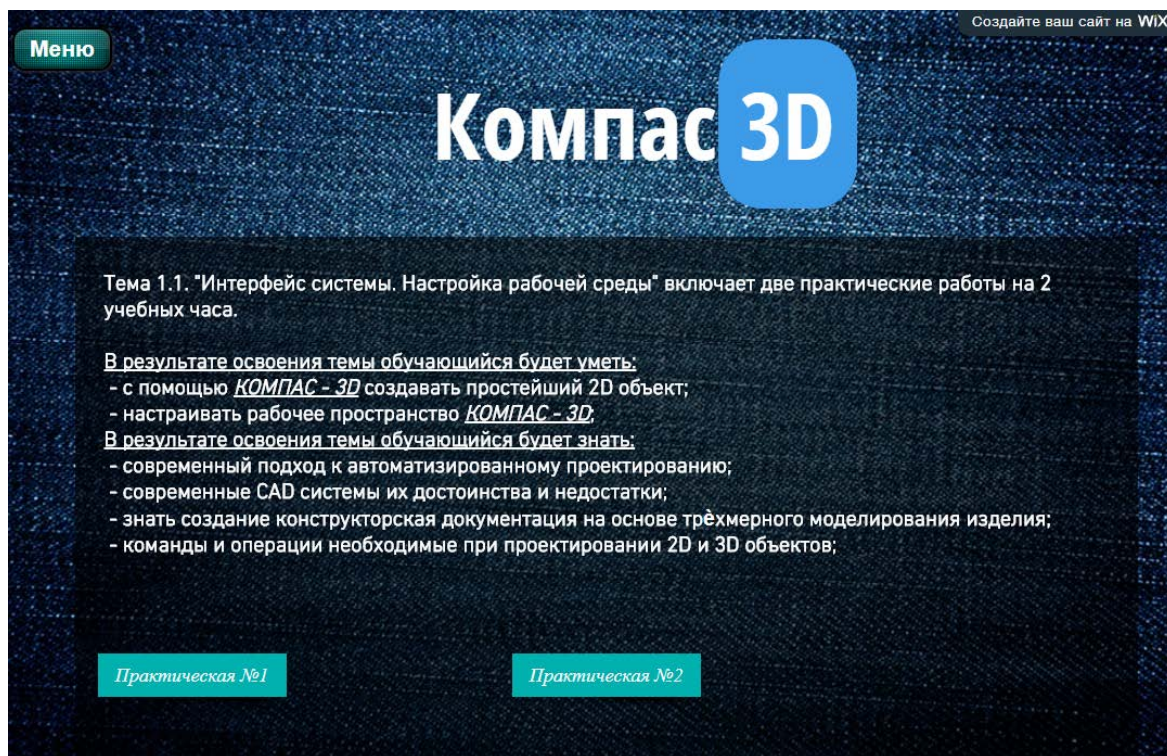 Создайте ваш сайт на WiX
Меню
Компас 3D
Тема 1.1. "Интерфейс системы. Настройка рабочей среды" включает две практические работы на 2
учебных часа.
В результате освоения темы обучающийся будет уметь:
- с помощью КОМПАС - 3D создавать простейший 2D объект;
- настраивать рабочее пространство КОМПАС - 3D;
В результате освоения темы обучающийся будет знать:
- современный подход к автоматизированному проектированию;
- современные CAD системы их достоинства и недостатки;
- знать создание конструкторская документация на основе трѐхмерного моделирования изделия;
- команды и операции необходимые при проектировании 2D и 3D объектов;
Практическая №1
Практическая №2